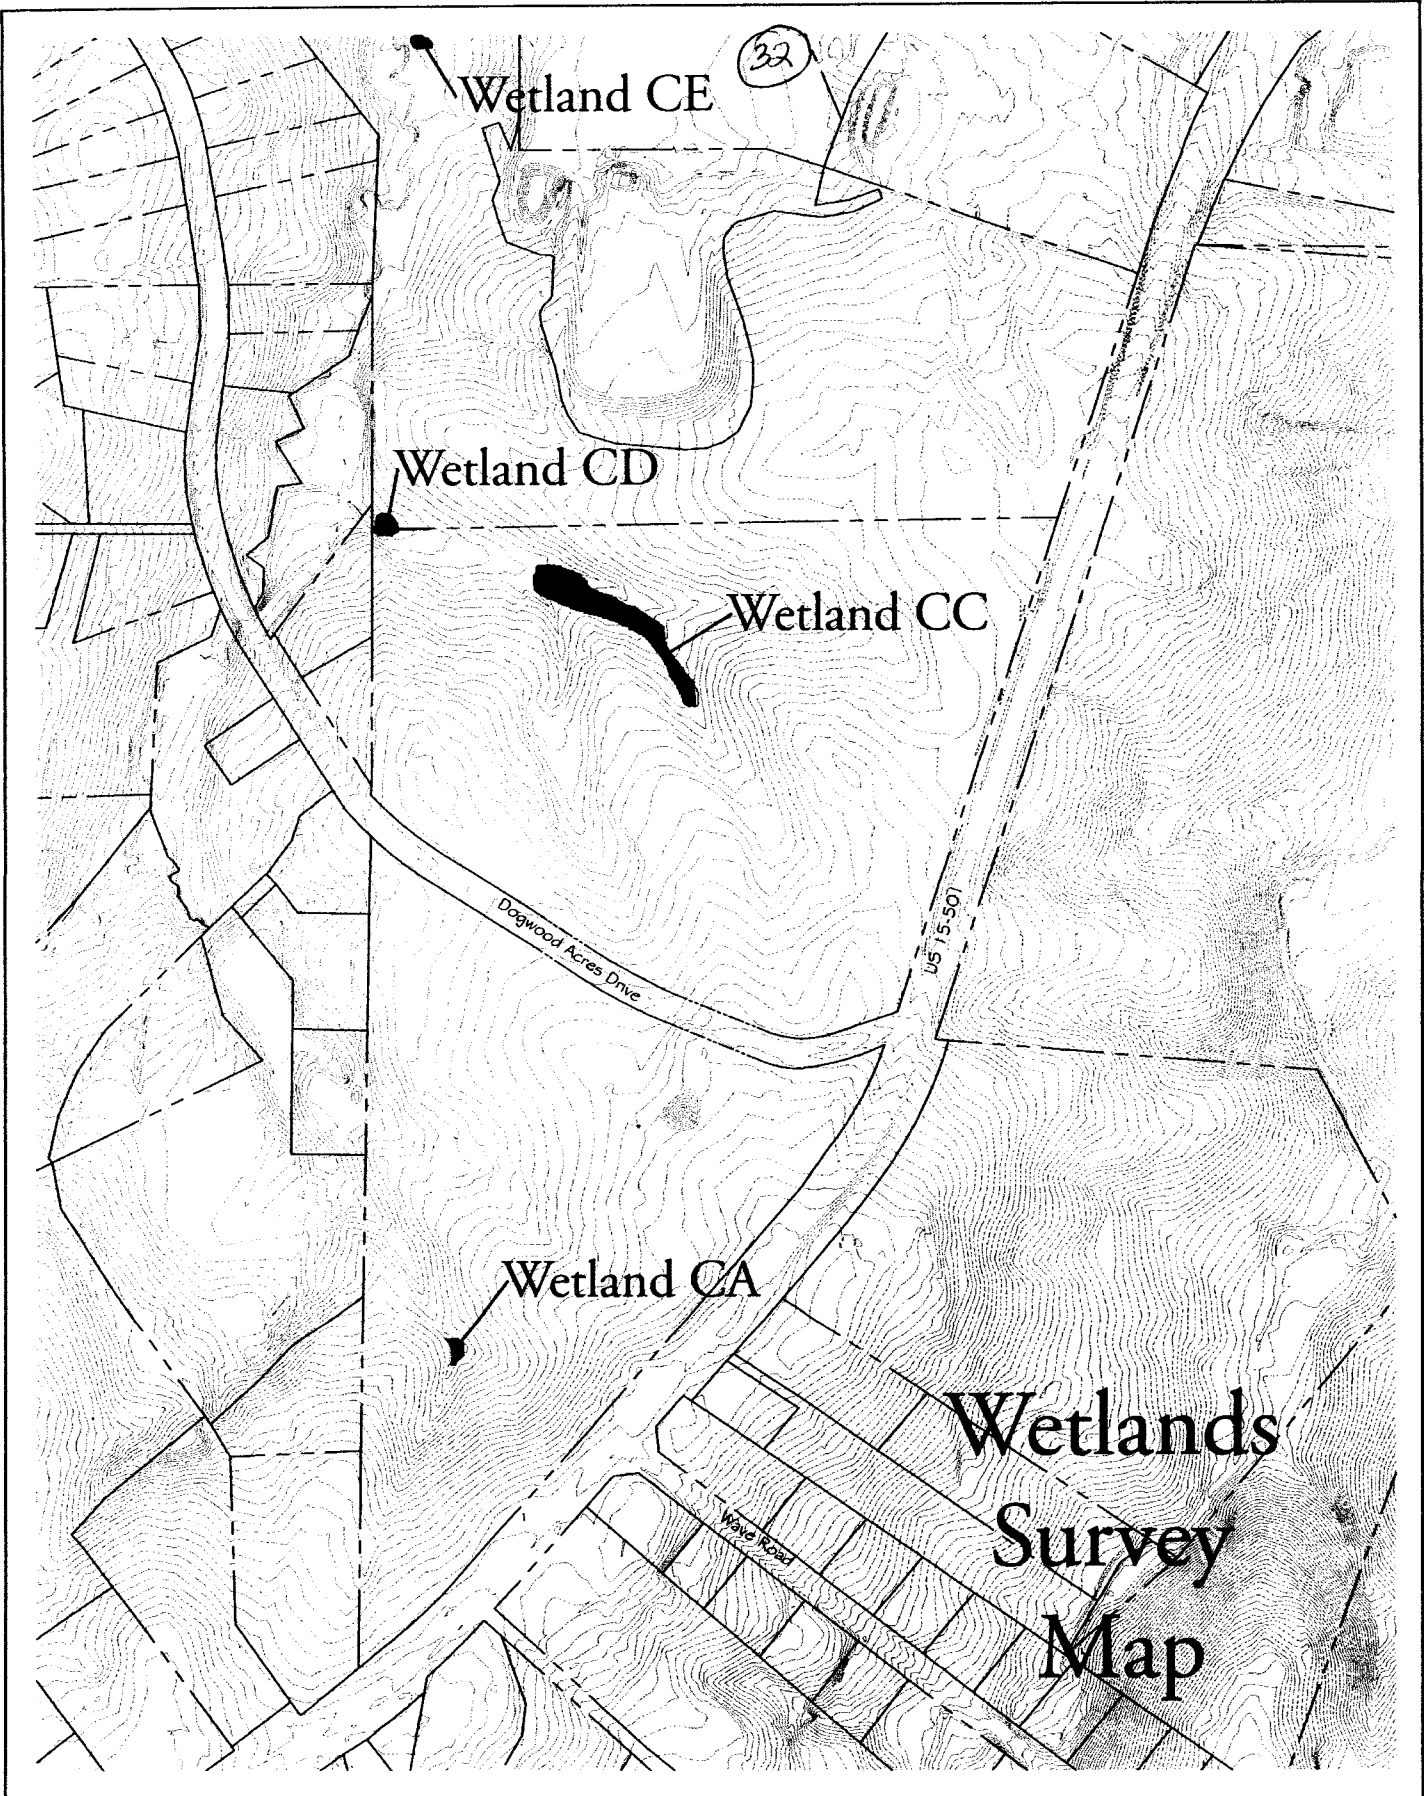 32
Wetland CE
Wetland CD
Wetland CC
US 15-501
Dogwood Acres Drive
Wetland CA
Wetlands
Survey
Map
Wave Road